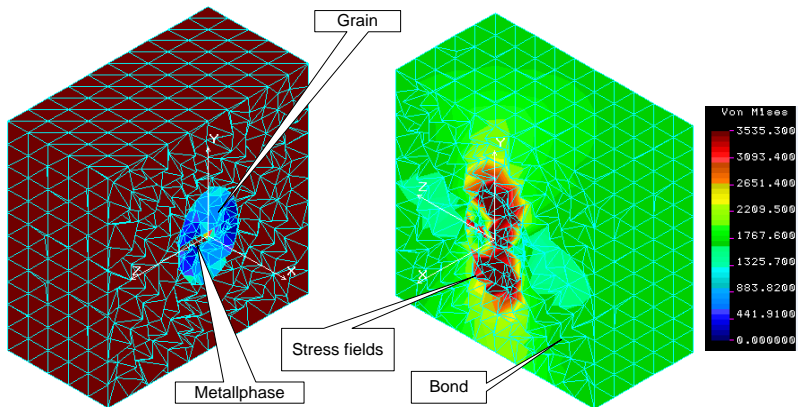 Grain
Y
Z
X
Metallphase
Y
Z
X
Stress fields
Bond
Von Mises
3535.300
3093.400
2651.400
2209.500
1767.600
1325.700
883.8200
441.9100
0.000000